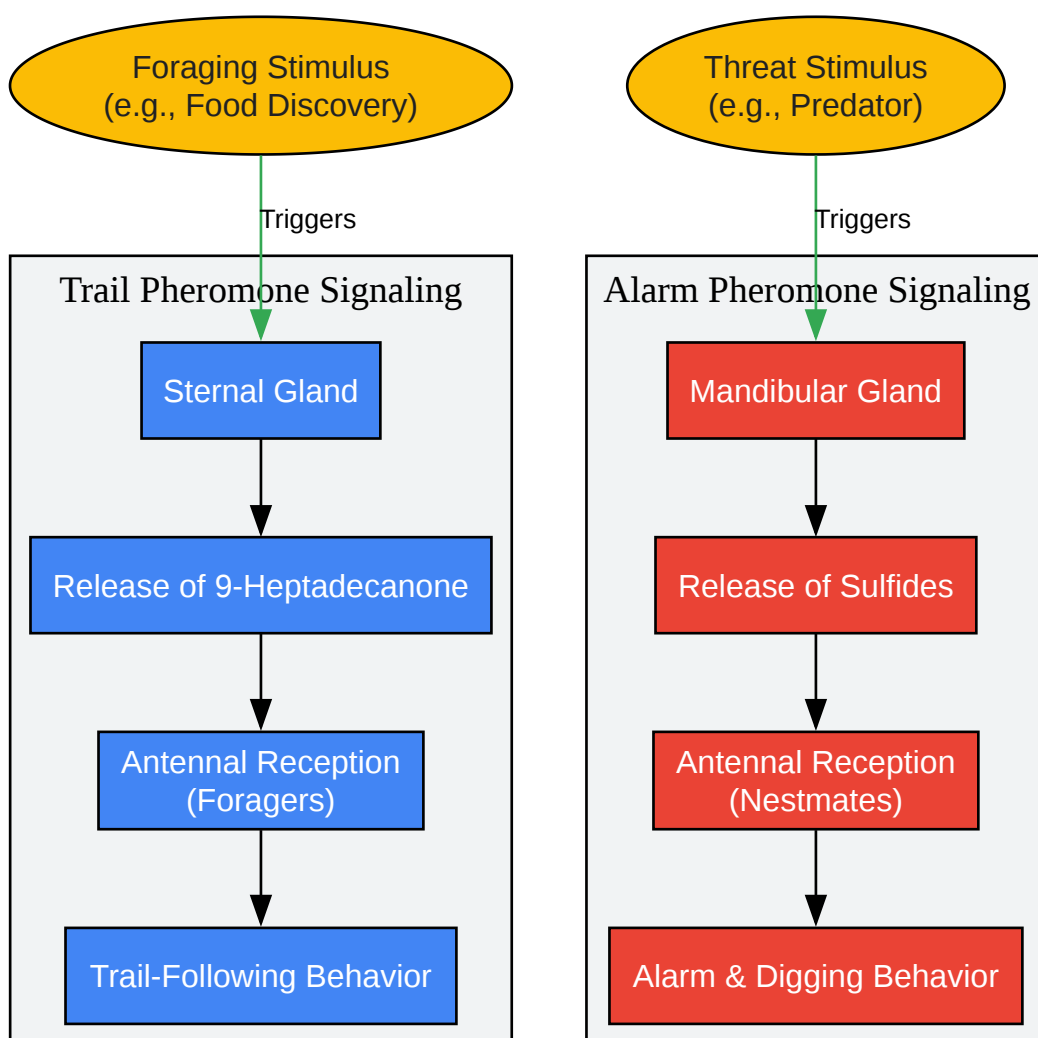 Foraging Stimulus
(e.g., Food Discovery)
Triggers
Trail Pheromone Signaling
Sternal Gland
Release of 9-Heptadecanone
Antennal Reception
(Foragers)
Trail-Following Behavior
Threat Stimulus
(e.g., Predator)
Triggers
Alarm Pheromone Signaling
Mandibular Gland
Release of Sulfides
Antennal Reception
(Nestmates)
Alarm & Digging Behavior